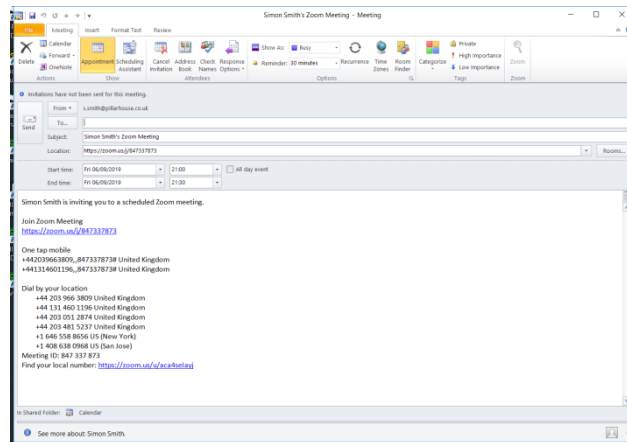 Simon Smith's Zoom Meeting - Meeting
File Meeting Insert Format Text Review
Delete
Calendar
Forward
OneNote
Actions
Appointment
Scheduling Assistant
Show
Cancel Invitation
Address Book
Check Names
Response Options
Attendees
Show As: Busy
Reminder: 30 minutes
Recurrence
Time Zones
Room Finder
Options
Categorize
Private
High Importance
Low Importance
Tags
Zoom
Zoom
Invitations have not been sent for this meeting.
Send
From s.smith@pillarhouse.co.uk
To...
Subject: Simon Smith's Zoom Meeting
Location: https://zoom.us/j/847337873 Rooms...
Start time: Fri 06/09/2019 21:00 All day event
End time: Fri 06/09/2019 21:30
Simon Smith is inviting you to a scheduled Zoom meeting.
Join Zoom Meeting
https://zoom.us/j/847337873
One tap mobile
+442039663809,,847337873# United Kingdom
+441314601196,,847337873# United Kingdom
Dial by your location
+44 203 966 3809 United Kingdom
+44 131 460 1196 United Kingdom
+44 203 051 2874 United Kingdom
+44 203 481 5237 United Kingdom
+1 646 558 8656 US (New York)
+1 408 638 0968 US (San Jose)
Meeting ID: 847 337 873
Find your local number: https://zoom.us/u/aca4selayj
In Shared Folder: Calendar
See more about: Simon Smith.